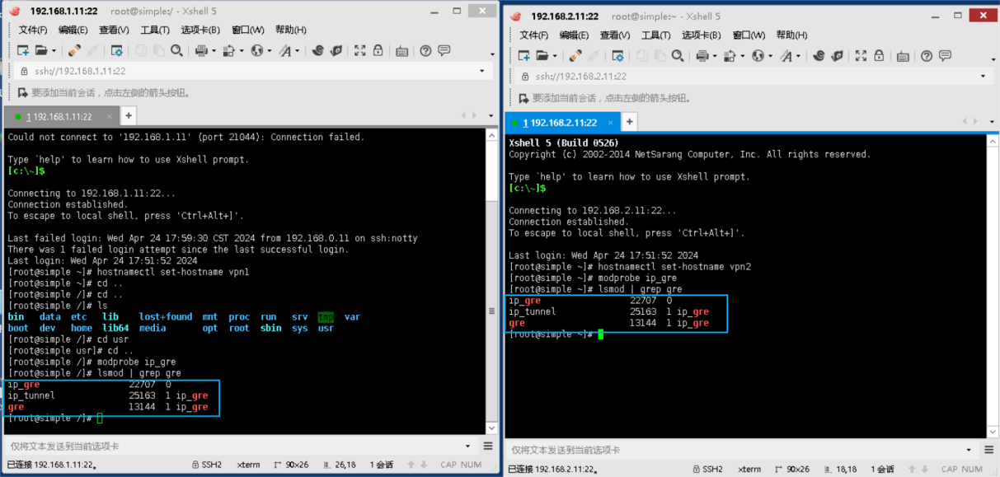 192.168.1.11:22 root@simple:/ - Xshell 5
文件(F) 编辑(E) 查看(V) 工具(T) 选项卡(B) 窗口(W) 帮助(H)
ssh://192.168.1.11:22
要添加当前会话，点击左侧的箭头按钮。
1 192.168.1.11:22 × +
Could not connect to '192.168.1.11' (port 21044): Connection failed.
Type `help' to learn how to use Xshell prompt.
[c:\~]$
Connecting to 192.168.1.11:22...
Connection established.
To escape to local shell, press 'Ctrl+Alt+]'.
Last failed login: Wed Apr 24 17:59:30 CST 2024 from 192.168.0.11 on ssh:notty
There was 1 failed login attempt since the last successful login.
Last login: Wed Apr 24 17:51:52 2024
[root@simple ~]# hostnamectl set-hostname vpn1
[root@simple ~]# cd ..
[root@simple /]# cd ..
[root@simple /]# ls
bin data etc lib lost+found mnt proc run srv tmp var
boot dev home lib64 media opt root sbin sys usr
[root@simple /]# cd usr
[root@simple usr]# cd ..
[root@simple /]# modprobe ip_gre
[root@simple /]# lsmod | grep gre
ip_gre 22707 0
ip_tunnel 25163 1 ip_gre
gre 13144 1 ip_gre
[root@simple /]#
仅将文本发送到当前选项卡
已连接 192.168.1.11:22。 SSH2 xterm 90x26 26,18 1 会话 CAP NUM
192.168.2.11:22 root@simple:~ - Xshell 5
文件(F) 编辑(E) 查看(V) 工具(T) 选项卡(B) 窗口(W) 帮助(H)
ssh://192.168.2.11:22
要添加当前会话，点击左侧的箭头按钮。
1 192.168.2.11:22 × +
Xshell 5 (Build 0526)
Copyright (c) 2002-2014 NetSarang Computer, Inc. All rights reserved.
Type `help' to learn how to use Xshell prompt.
[c:\~]$
Connecting to 192.168.2.11:22...
Connection established.
To escape to local shell, press 'Ctrl+Alt+]'.
Last login: Wed Apr 24 17:51:52 2024
[root@simple ~]# hostnamectl set-hostname vpn2
[root@simple ~]# modprobe ip_gre
[root@simple ~]# lsmod | grep gre
ip_gre 22707 0
ip_tunnel 25163 1 ip_gre
gre 13144 1 ip_gre
[root@simple ~]#
仅将文本发送到当前选项卡
已连接 192.168.2.11:22。 SSH2 xterm 90x26 18,18 1 会话 CAP NUM